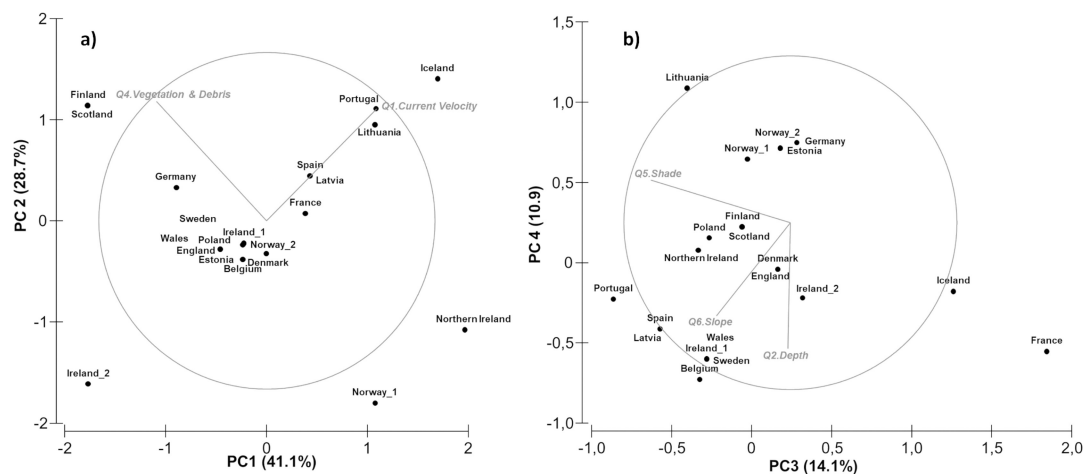 a)
2
1
0
-1
-2
-2
-1
0
1
2
PC 2 (28.7%)
PC1 (41.1%)
Iceland
Finland
Scotland
Q4.Vegetation & Debris
Portugal
Q1.Current Velocity
Lithuania
Spain
Latvia
Germany
France
Sweden
Ireland_1
Wales
Poland
Norway_2
England
Estonia
Denmark
Belgium
Northern Ireland
Ireland_2
Norway_1
b)
1,5
1,0
0,5
0
-0,5
-1,0
-1,0
-0,5
0
0,5
1,0
1,5
2,0
PC 4 (10.9)
PC3 (14.1%)
Lithuania
Norway_2
Germany
Norway_1
Estonia
Q5.Shade
Finland
Poland
Scotland
Northern Ireland
Denmark
England
Iceland
Portugal
Ireland_2
Spain
Q6.Slope
Latvia
Wales
Ireland_1
Sweden
Q2.Depth
Belgium
France